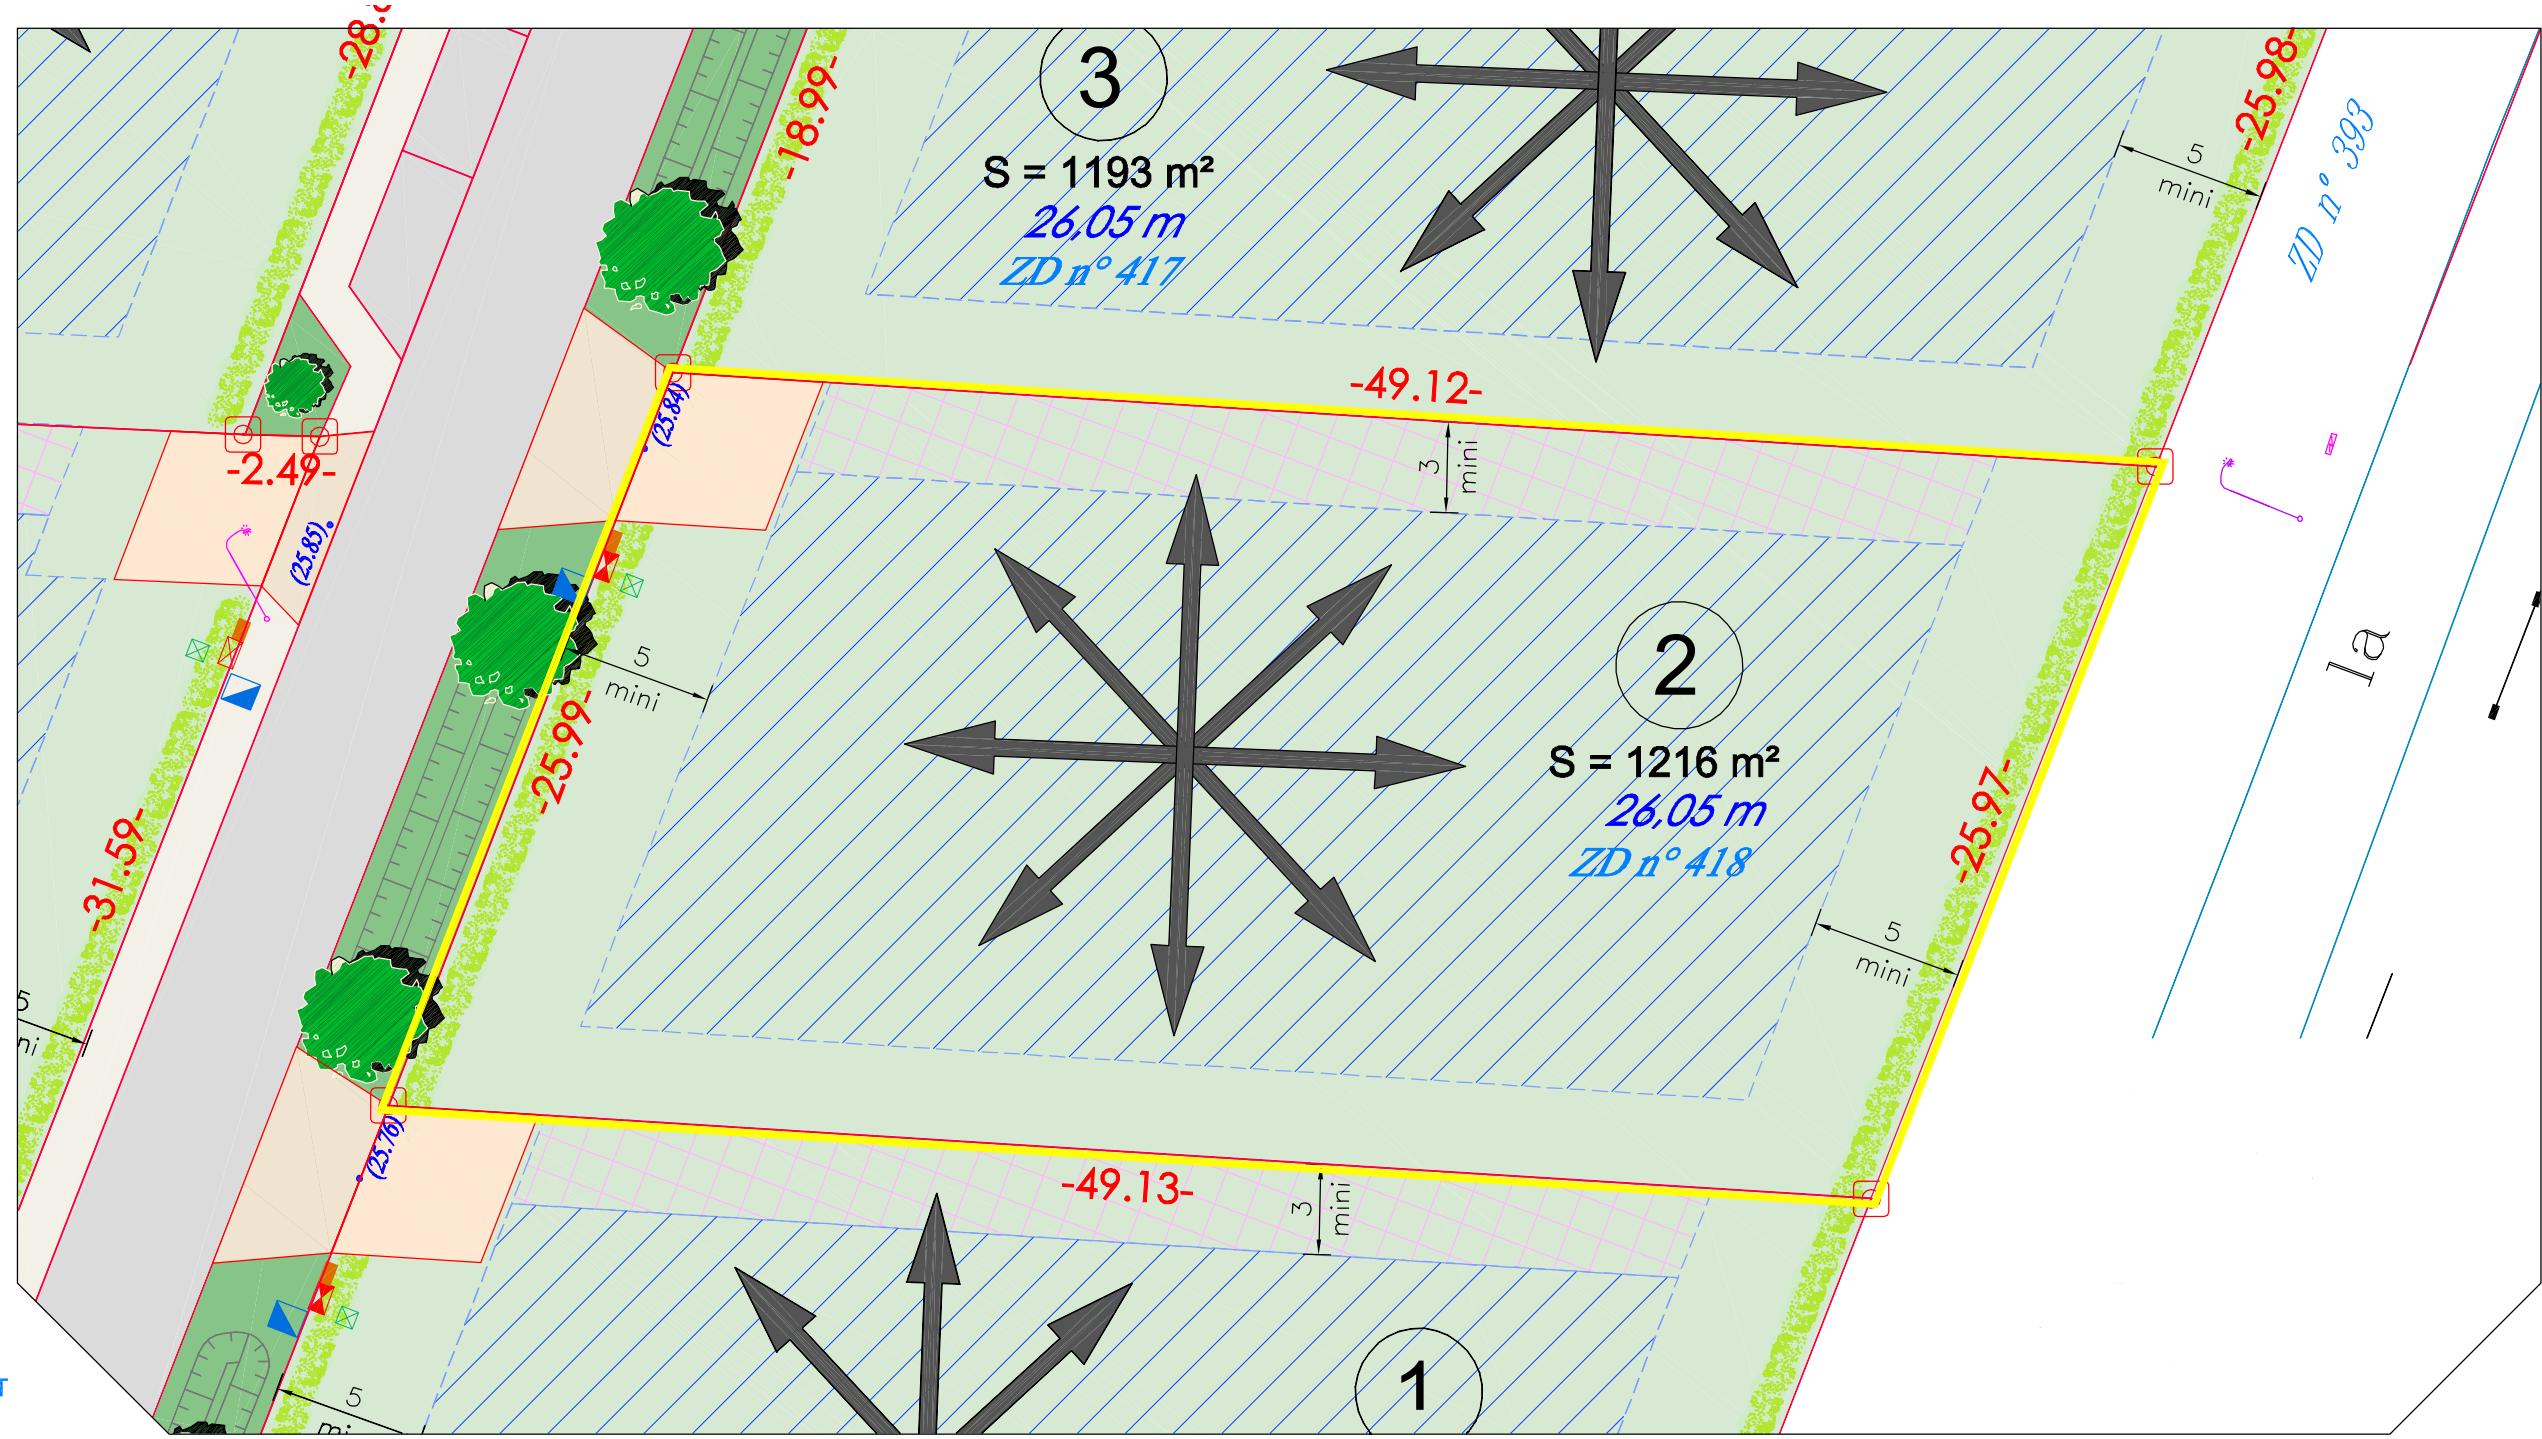 -18.99-
3
S = 1193 m²
26,05 m
ZD n° 417
-25.98-
5
mini
ZD n° 393
-49.12-
(25.84)
3
mini
-2.49-
(25.85)
5
mini
-25.99-
2
S = 1216 m²
26,05 m
ZD n° 418
-25.97-
la
5
mini
-31.59-
5
(25.76)
-49.13-
3
mini
1
5